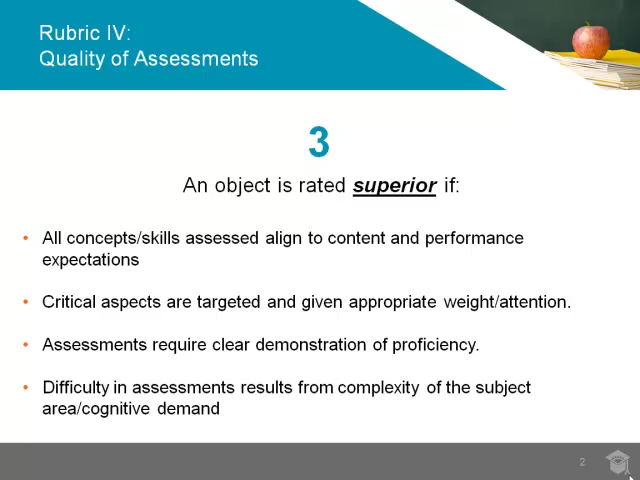 Rubric IV:
Quality of Assessments
3
An object is rated superior if:
• All concepts/skills assessed align to content and performance
expectations
• Critical aspects are targeted and given appropriate weight/attention.
• Assessments require clear demonstration of proficiency.
• Difficulty in assessments results from complexity of the subject
area/cognitive demand
2